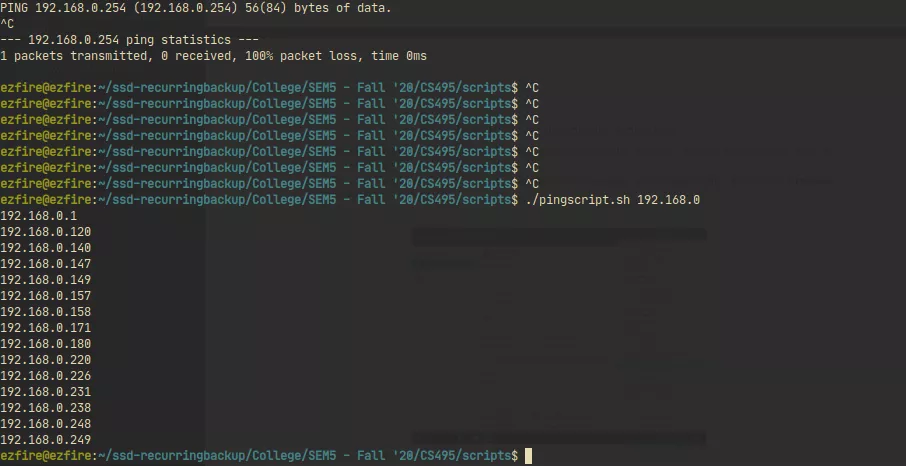 PING 192.168.0.254 (192.168.0.254) 56(84) bytes of data.
^C
--- 192.168.0.254 ping statistics ---
1 packets transmitted, 0 received, 100% packet loss, time 0ms
ezfire@ezfire:~/ssd-recurringbackup/College/SEM5 - Fall '20/CS495/scripts$ ^C
ezfire@ezfire:~/ssd-recurringbackup/College/SEM5 - Fall '20/CS495/scripts$ ^C
ezfire@ezfire:~/ssd-recurringbackup/College/SEM5 - Fall '20/CS495/scripts$ ^C
ezfire@ezfire:~/ssd-recurringbackup/College/SEM5 - Fall '20/CS495/scripts$ ^C
ezfire@ezfire:~/ssd-recurringbackup/College/SEM5 - Fall '20/CS495/scripts$ ^C
ezfire@ezfire:~/ssd-recurringbackup/College/SEM5 - Fall '20/CS495/scripts$ ^C
ezfire@ezfire:~/ssd-recurringbackup/College/SEM5 - Fall '20/CS495/scripts$ ^C
ezfire@ezfire:~/ssd-recurringbackup/College/SEM5 - Fall '20/CS495/scripts$ ./pingscript.sh 192.168.0
192.168.0.1
192.168.0.120
192.168.0.140
192.168.0.147
192.168.0.149
192.168.0.157
192.168.0.158
192.168.0.171
192.168.0.180
192.168.0.220
192.168.0.226
192.168.0.231
192.168.0.238
192.168.0.248
192.168.0.249
ezfire@ezfire:~/ssd-recurringbackup/College/SEM5 - Fall '20/CS495/scripts$